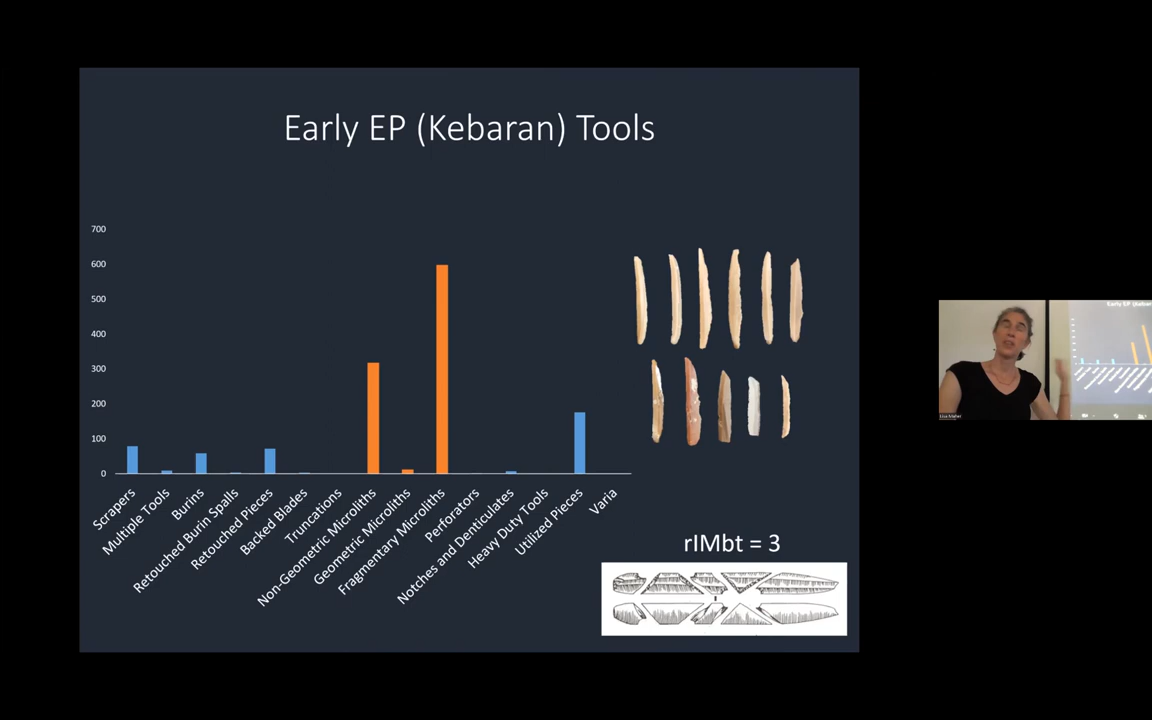 Early EP (Kebaran) Tools
700
600
500
400
300
200
100
0
Scrapers
Multiple Tools
Burins
Retouched Burin Spalls
Retouched Pieces
Backed Blades
Truncations
Non-Geometric Microliths
Geometric Microliths
Fragmentary Microliths
Perforators
Notches and Denticulates
Heavy Duty Tools
Utilized Pieces
Varia
rIMbt = 3